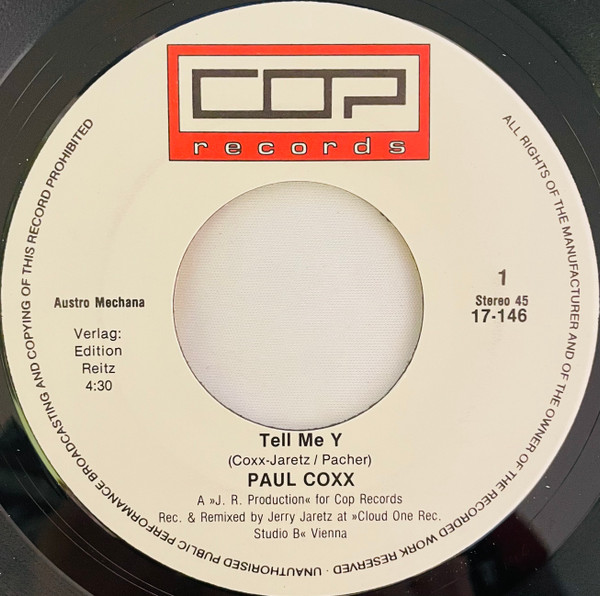 COP
records
ALL RIGHTS OF THE MANUFACTURER AND OF THE OWNER OF THE RECORDED WORK RESERVED · UNAUTHORISED PUBLIC PERFORMANCE BROADCASTING AND COPYING OF THIS RECORD PROHIBITED
Austro Mechana
Verlag:
Edition
Reitz
4:30
1
Stereo 45
17-146
Tell Me Y
(Coxx-Jaretz / Pacher)
PAUL COXX
A »J. R. Production« for Cop Records
Rec. & Remixed by Jerry Jaretz at »Cloud One Rec.
Studio B« Vienna